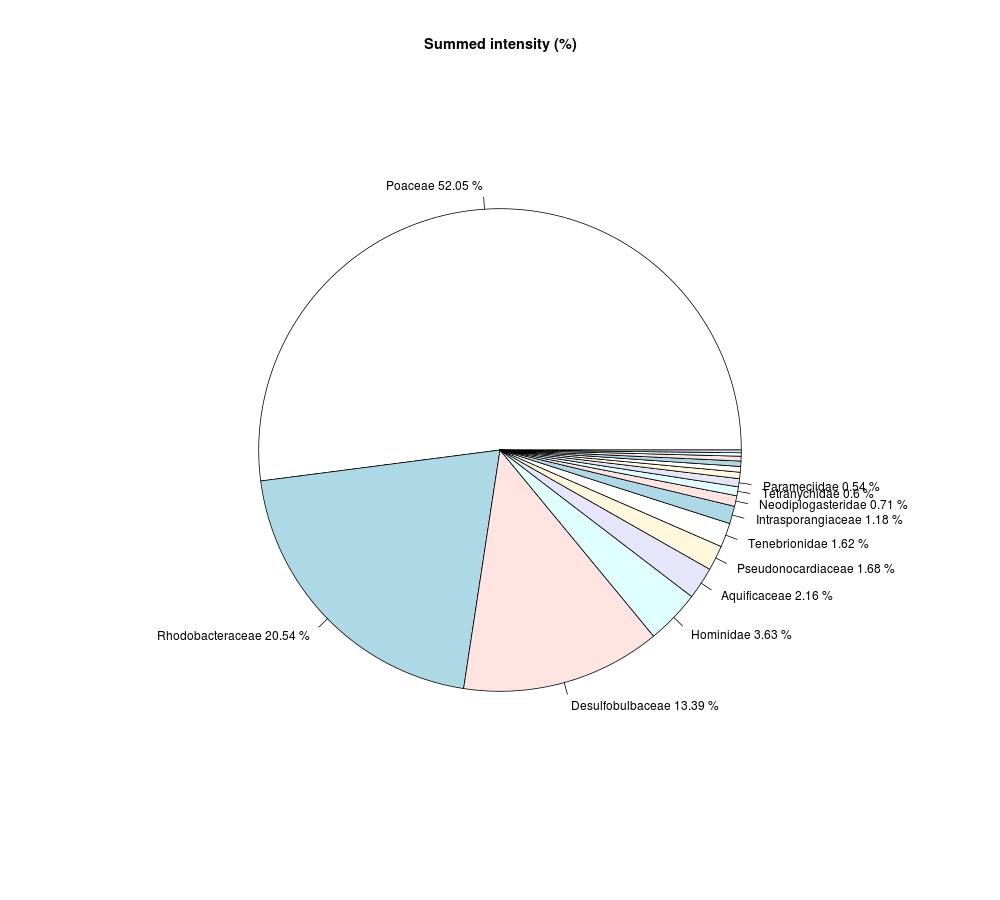 Summed intensity (%)
Poaceae 52.05 %
Parameciidae 0.54 %
Tetranychidae 0.6 %
Neodiplogasteridae 0.71 %
Intrasporangiaceae 1.18 %
Tenebrionidae 1.62 %
Pseudonocardiaceae 1.68 %
Aquificaceae 2.16 %
Hominidae 3.63 %
Rhodobacteraceae 20.54 %
Desulfobulbaceae 13.39 %